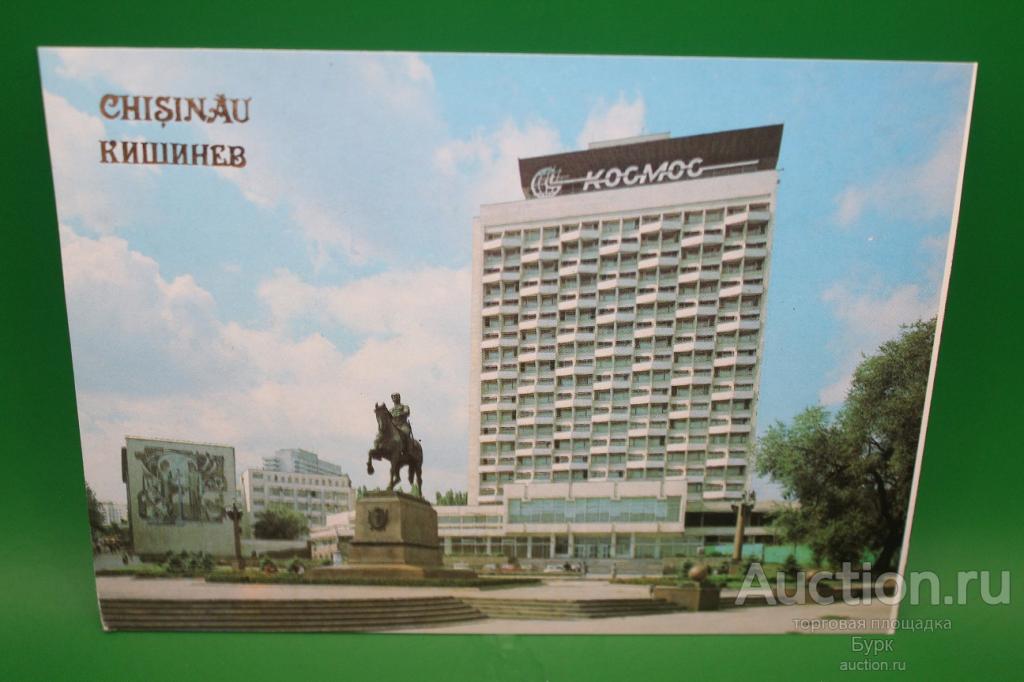 CHIȘINĂU
КИШИНЕВ
КОСМОС
Auction.ru
торговая площадка
Бурк
auction.ru